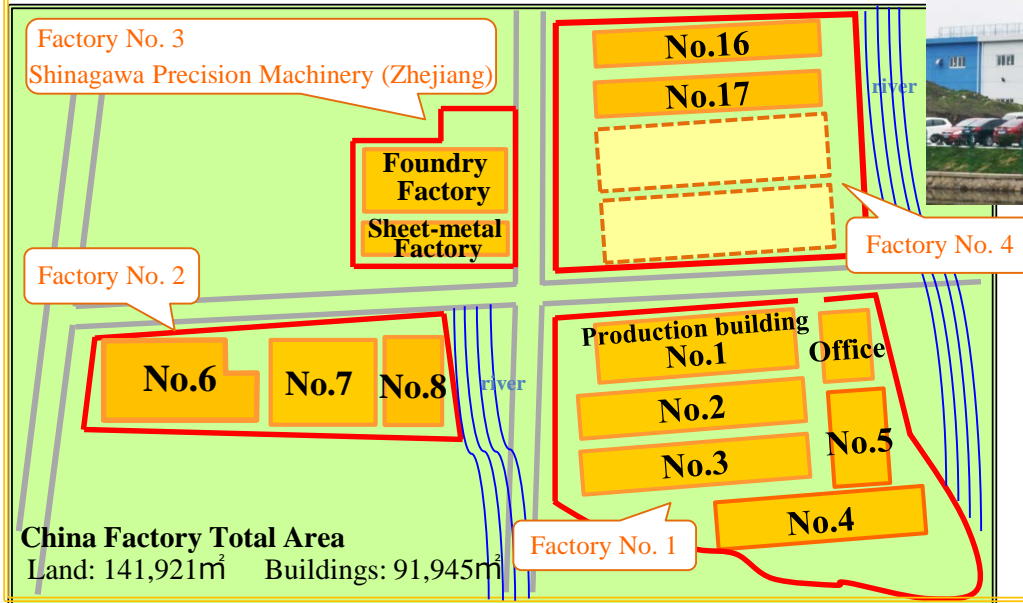 Factory No. 3
Shinagawa Precision Machinery (Zhejiang)
No.16
No.17
river
Foundry
Factory
Sheet-metal
Factory
Factory No. 4
Factory No. 2
Production building
No.1
Office
No.6
No.7
No.8
river
No.2
No.3
No.5
No.4
Factory No. 1
China Factory Total Area
Land: 141,921㎡ Buildings: 91,945㎡